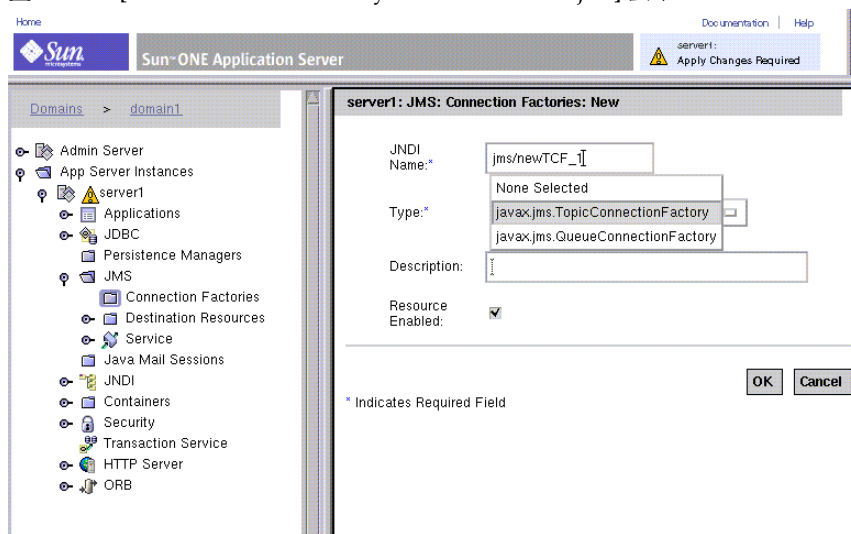 Home
Documentation | Help
Sun
microsystems
Sun™ ONE Application Server
server1:
Apply Changes Required
Domains > domain1
Admin Server
App Server Instances
server1
Applications
JDBC
Persistence Managers
JMS
Connection Factories
Destination Resources
Service
Java Mail Sessions
JNDI
Containers
Security
Transaction Service
HTTP Server
ORB
server1: JMS: Connection Factories: New
JNDI
Name:*
jms/newTCF_1
None Selected
Type:*
javax.jms.TopicConnectionFactory
javax.jms.QueueConnectionFactory
Description:
Resource
Enabled:
OK
Cancel
* Indicates Required Field